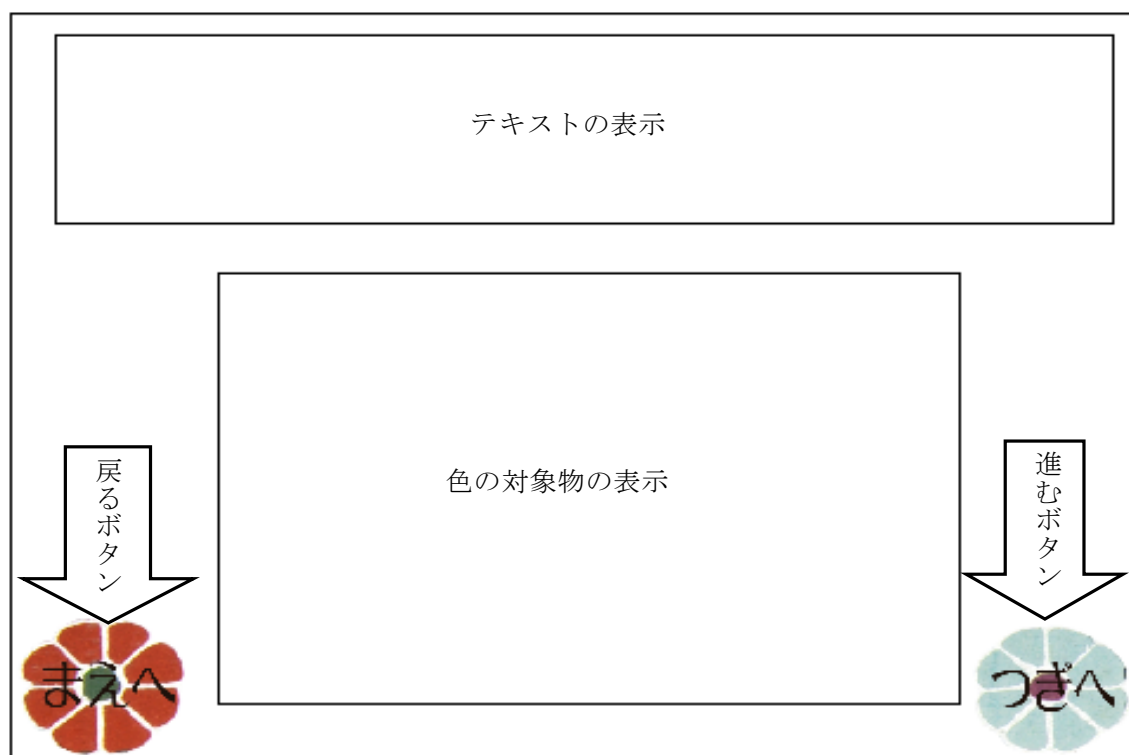 テキストの表示
色の対象物の表示
戻るボタン
進むボタン
まえへ
つぎへ